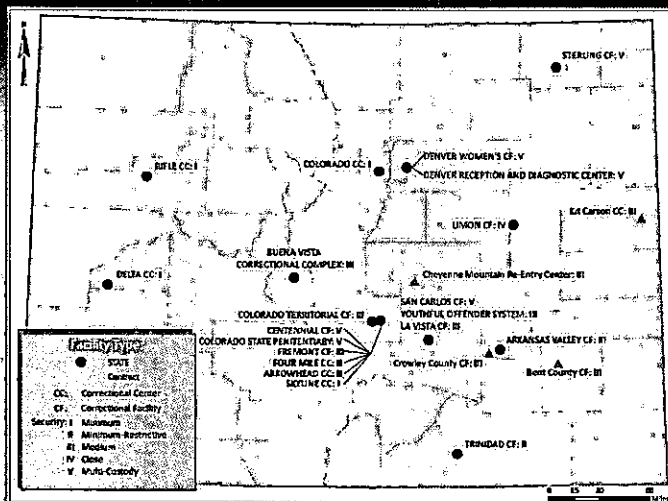 STERLING CF: V
DENVER WOMEN'S CF: V
COLORADO CC: I
DENVER RECEPTION AND DIAGNOSTIC CENTER: V
RIFLE CC: I
Kit Carson CC: III
LIMON CF: IV
BUENA VISTA
CORRECTIONAL COMPLEX: III
Cheyenne Mountain Re-Entry Center: III
DELTA CC: I
SAN CARLOS CF: V
YOUTHFUL OFFENDER SYSTEM: III
LA VISTA CF: III
COLORADO TERRITORIAL CF: III
CENTENNIAL CF: V
COLORADO STATE PENITENTIARY: V
FREMONT CF: III
FOUR MILE CC: II
ARROWHEAD CC: II
SKYLINE CC: I
ARKANSAS VALLEY CF: III
Crowley County CF: III
Bent County CF: III
TRINIDAD CF: II
Facility Type
STATE
Contract
CC: Correctional Center
CF: Correctional Facility
Security: I Minimum
II Minimum-Restrictive
III Medium
IV Close
V Multi-Custody